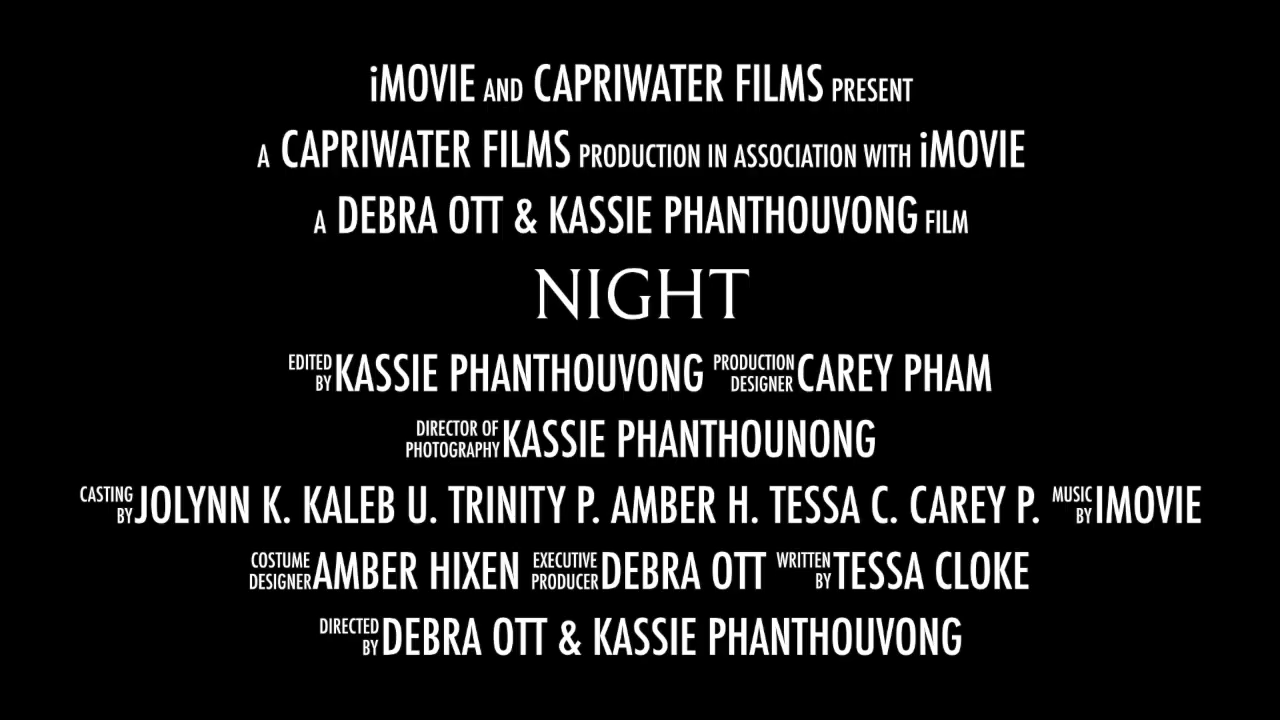 iMOVIE AND CAPRIWATER FILMS PRESENT
A CAPRIWATER FILMS PRODUCTION IN ASSOCIATION WITH iMOVIE
A DEBRA OTT & KASSIE PHANTHOUVONG FILM
NIGHT
EDITED BY KASSIE PHANTHOUVONG PRODUCTION DESIGNER CAREY PHAM
DIRECTOR OF PHOTOGRAPHY KASSIE PHANTHOUNONG
CASTING BY JOLYNN K. KALEB U. TRINITY P. AMBER H. TESSA C. CAREY P. MUSIC BY IMOVIE
COSTUME DESIGNER AMBER HIXEN EXECUTIVE PRODUCER DEBRA OTT WRITTEN BY TESSA CLOKE
DIRECTED BY DEBRA OTT & KASSIE PHANTHOUVONG